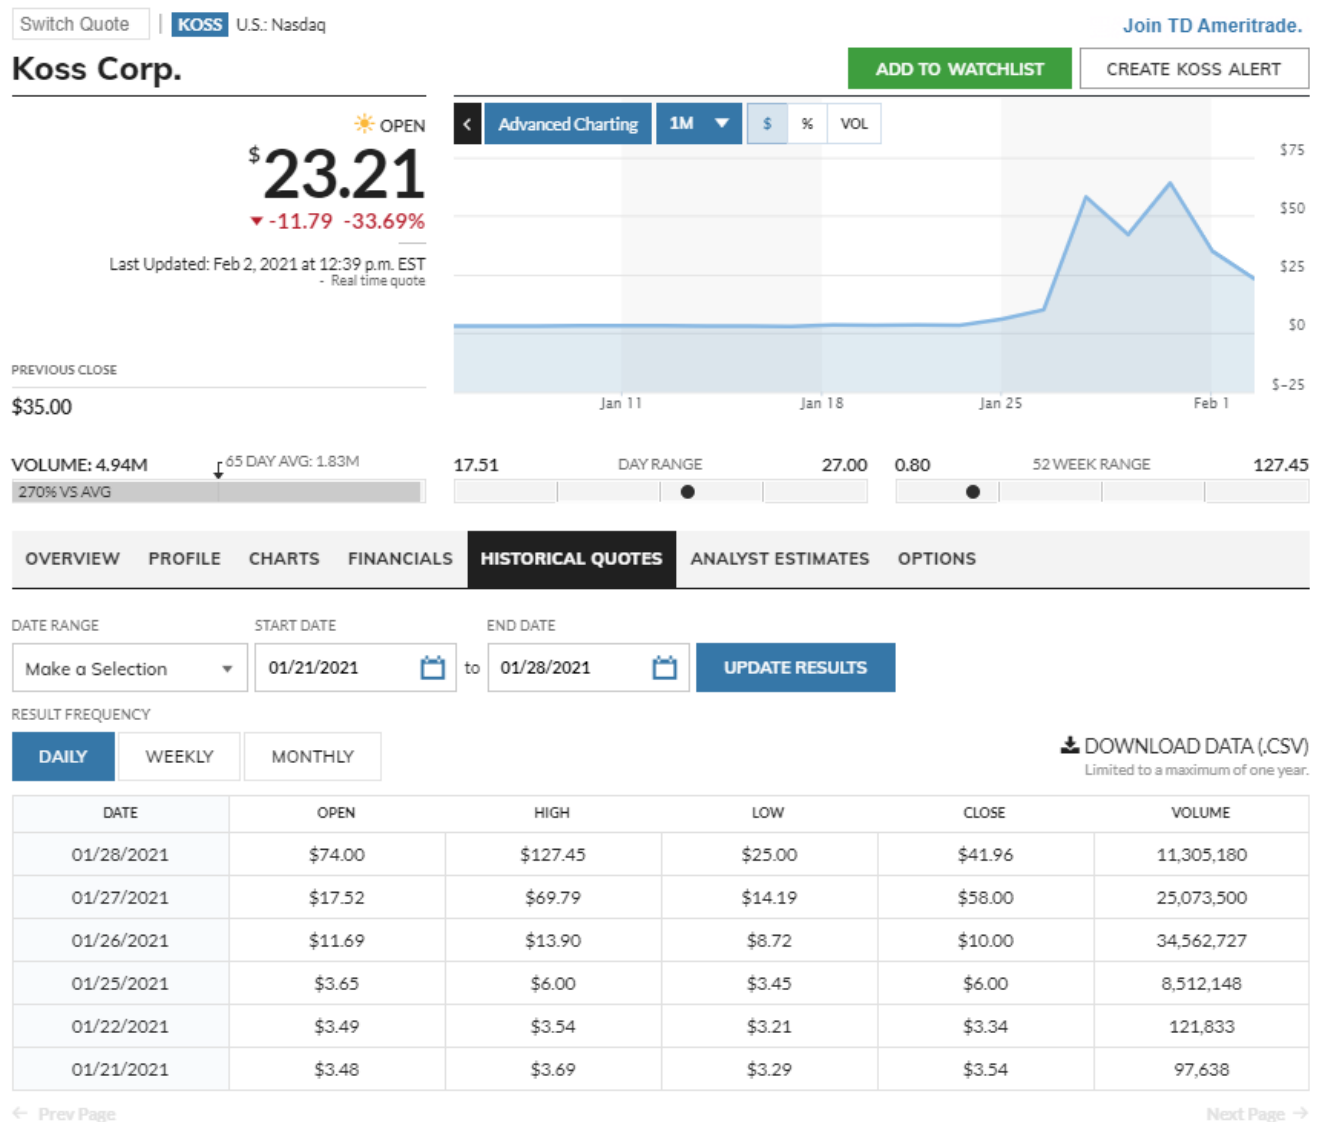 Switch Quote | KOSS U.S.: Nasdaq
Join TD Ameritrade.
Koss Corp.
ADD TO WATCHLIST CREATE KOSS ALERT
OPEN
$23.21
-11.79 -33.69%
Last Updated: Feb 2, 2021 at 12:39 p.m. EST
- Real time quote
PREVIOUS CLOSE
$35.00
< Advanced Charting 1M $ % VOL
$75
$50
$25
$0
$-25
Jan 11 Jan 18 Jan 25 Feb 1
VOLUME: 4.94M 65 DAY AVG: 1.83M
270% VS AVG
17.51 DAY RANGE 27.00
0.80 52 WEEK RANGE 127.45
OVERVIEW PROFILE CHARTS FINANCIALS HISTORICAL QUOTES ANALYST ESTIMATES OPTIONS
DATE RANGE START DATE END DATE
Make a Selection 01/21/2021 to 01/28/2021 UPDATE RESULTS
RESULT FREQUENCY
DAILY WEEKLY MONTHLY
DOWNLOAD DATA (.CSV)
Limited to a maximum of one year.
DATE OPEN HIGH LOW CLOSE VOLUME
01/28/2021 $74.00 $127.45 $25.00 $41.96 11,305,180
01/27/2021 $17.52 $69.79 $14.19 $58.00 25,073,500
01/26/2021 $11.69 $13.90 $8.72 $10.00 34,562,727
01/25/2021 $3.65 $6.00 $3.45 $6.00 8,512,148
01/22/2021 $3.49 $3.54 $3.21 $3.34 121,833
01/21/2021 $3.48 $3.69 $3.29 $3.54 97,638
← Prev Page Next Page →